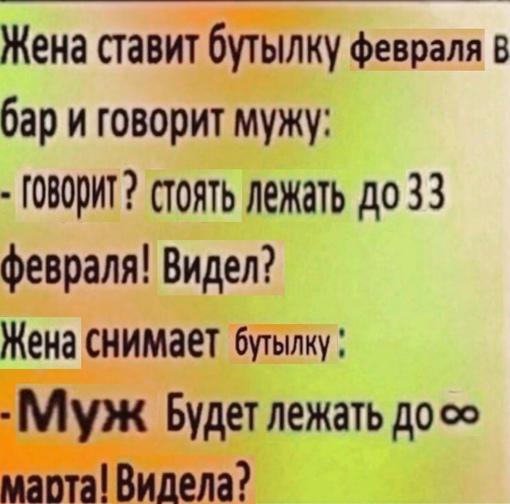 Жена ставит бутылку февраля в
бар и говорит мужу:
- говорит? стоять лежать до 33
февраля! Видел?
Жена снимает бутылку:
- Муж Будет лежать до ∞
марта! Видела?